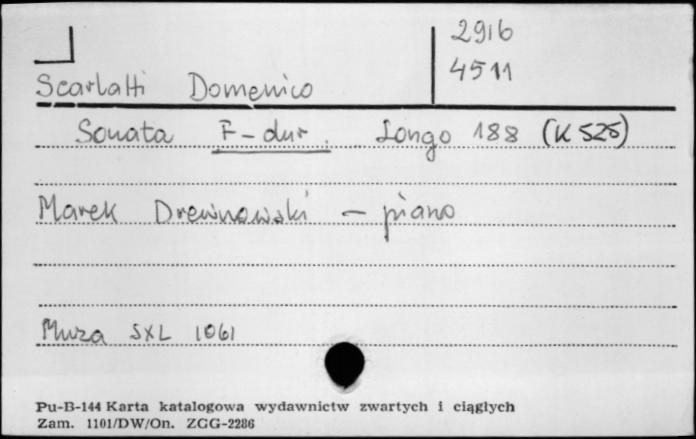 2916
4511
Scarlatti Domenico
Sonata F-dur. Longo 188 (K 525)
Marek Drewnowski - piano
Muza SXL 1061
Pu-B-144 Karta katalogowa wydawnictw zwartych i ciągłych
Zam. 1101/DW/On. ZGG-2286